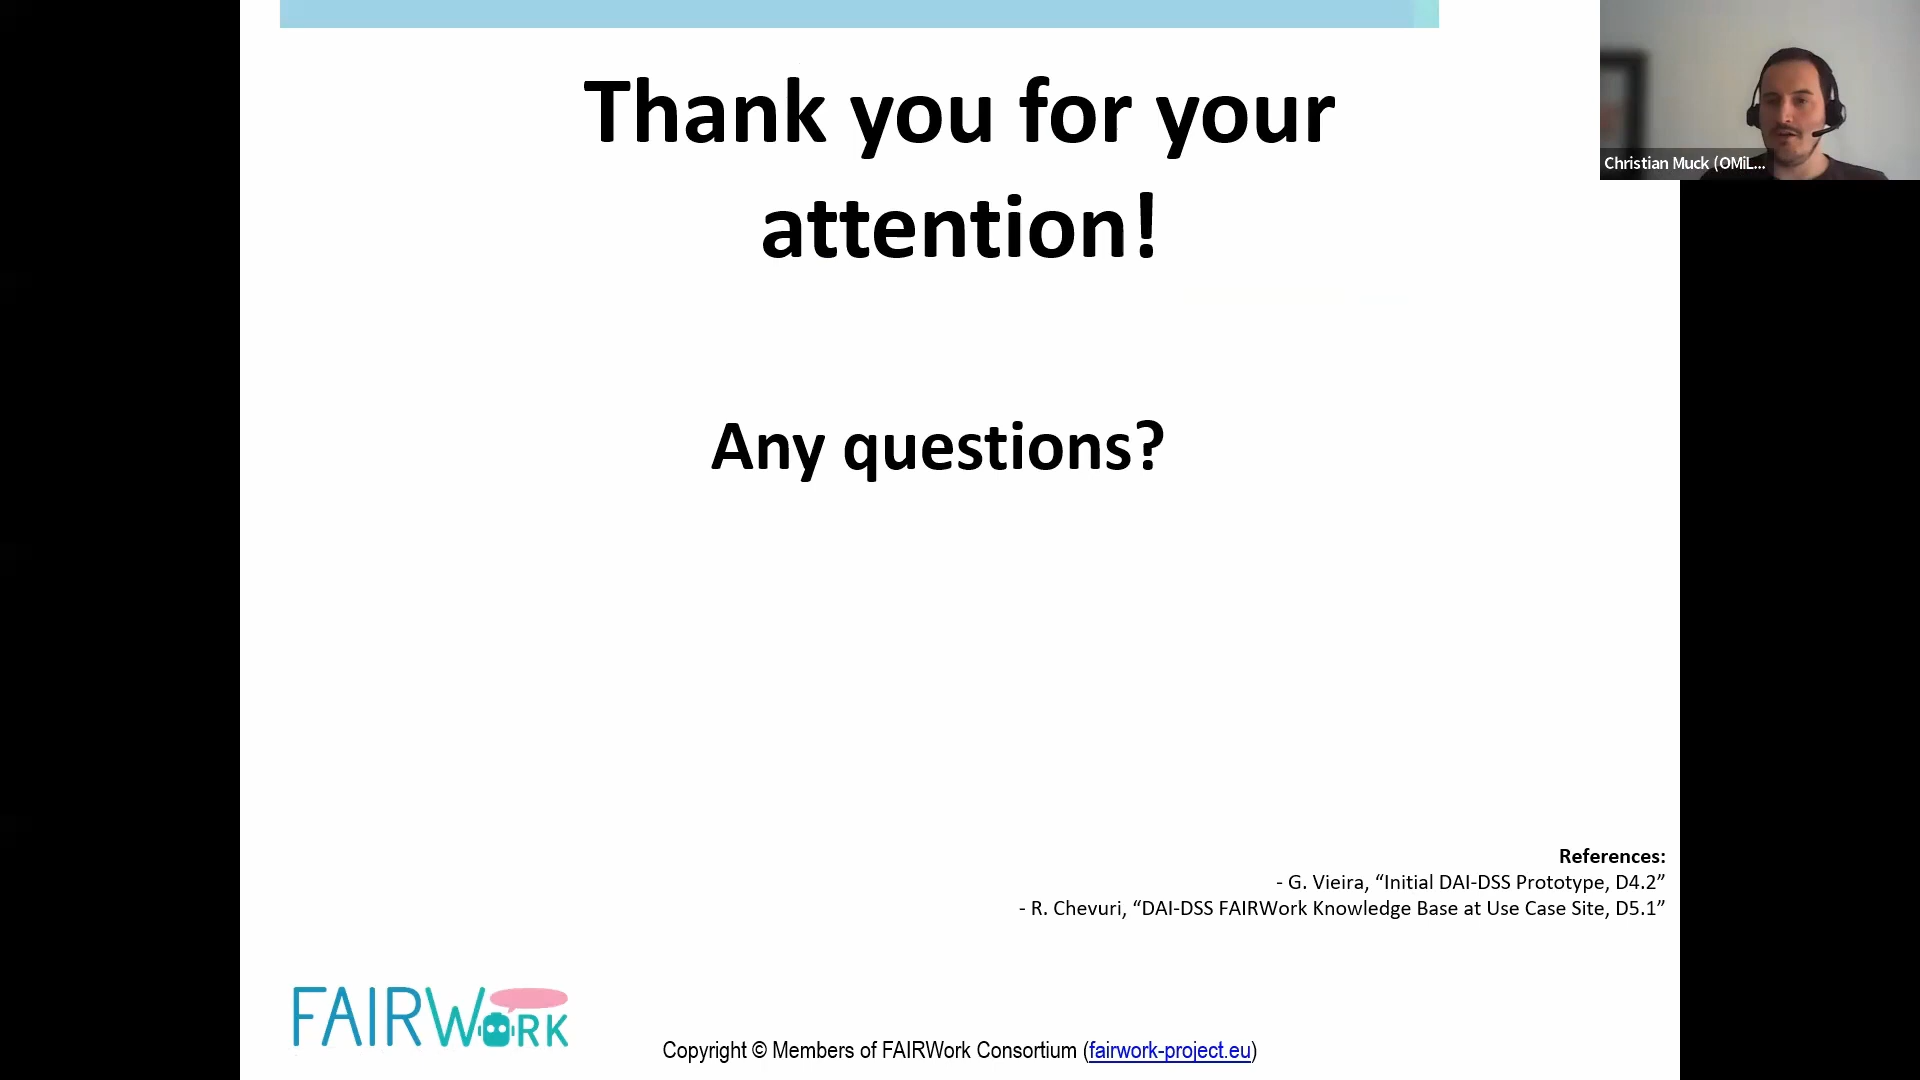 Thank you for your
attention!
Christian Muck (OMiL...
Any questions?
References:
- G. Vieira, “Initial DAI-DSS Prototype, D4.2”
- R. Chevuri, “DAI-DSS FAIRWork Knowledge Base at Use Case Site, D5.1”
FAIRWORK
Copyright © Members of FAIRWork Consortium (fairwork-project.eu)